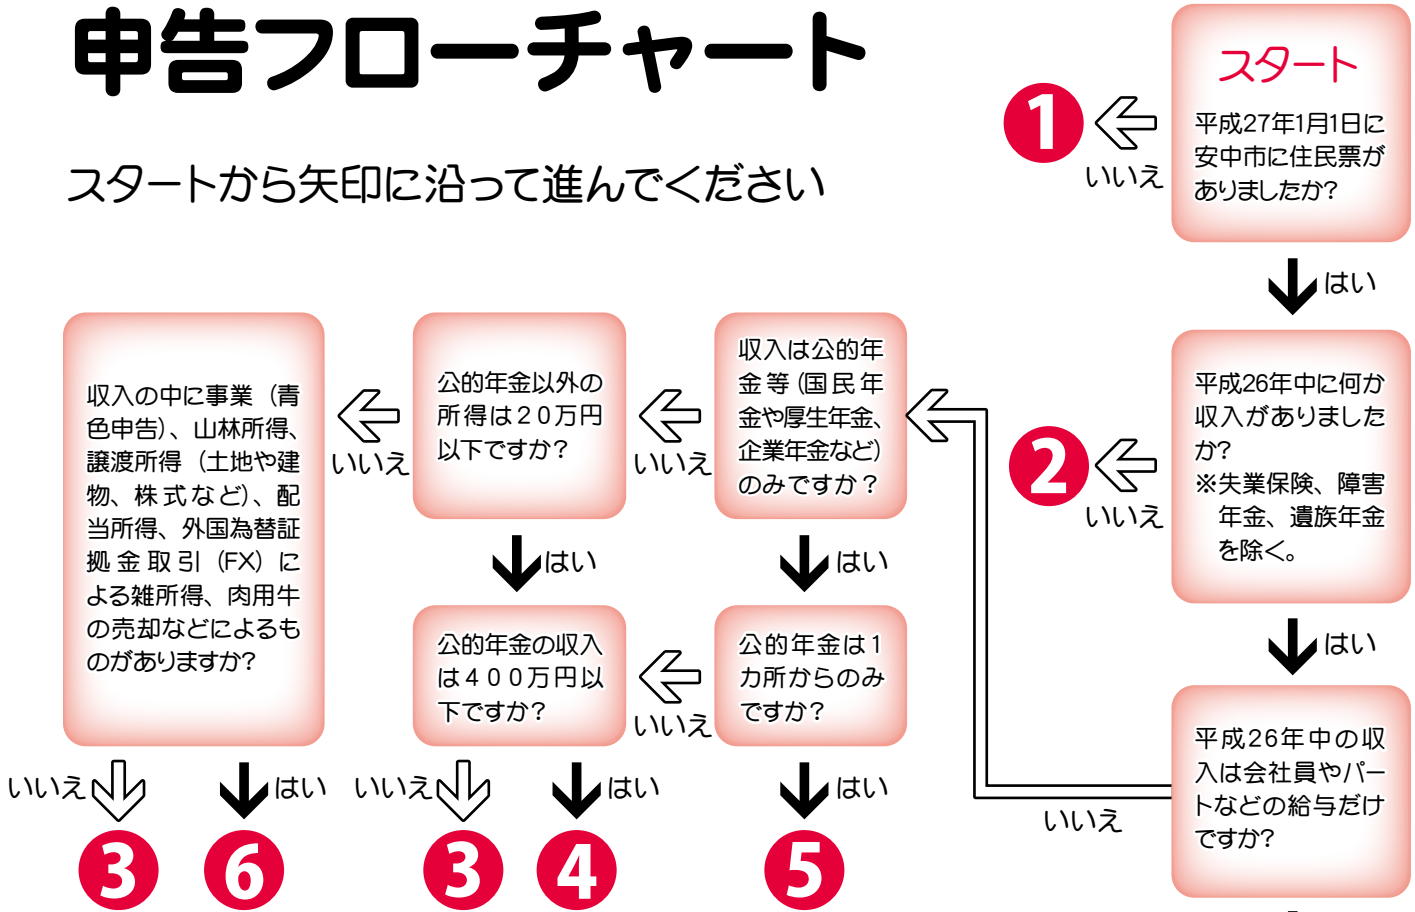 申告フローチャート
スタートから矢印に沿って進んでください
スタート
平成27年1月1日に
安中市に住民票が
ありましたか?
いいえ
1
はい
平成26年中に何か
収入がありました
か?
※失業保険、障害
年金、遺族年金
を除く。
いいえ
2
はい
平成26年中の収
入は会社員やパー
トなどの給与だけ
ですか?
いいえ
収入は公的年
金等(国民年
金や厚生年金、
企業年金など)
のみですか?
いいえ
はい
公的年金以外の
所得は20万円
以下ですか?
いいえ
はい
収入の中に事業(青
色申告)、山林所得、
譲渡所得(土地や建
物、株式など)、配
当所得、外国為替証
拠金取引(FX)に
よる雑所得、肉用牛
の売却などによるも
のがありますか?
公的年金は1
カ所からのみ
ですか?
いいえ
はい
公的年金の収入
は400万円以
下ですか?
いいえ
はい
いいえ
はい
3
6
3
4
5